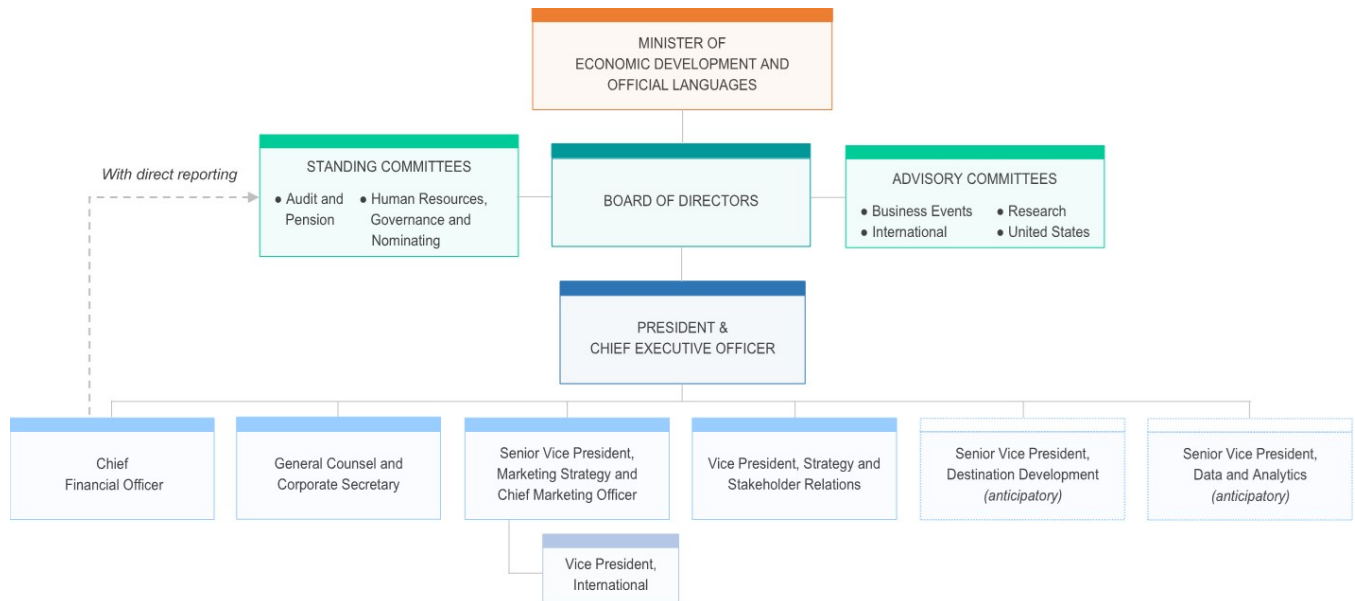 MINISTER OF
ECONOMIC DEVELOPMENT AND
OFFICIAL LANGUAGES
With direct reporting
STANDING COMMITTEES
● Audit and
Pension
● Human Resources,
Governance and
Nominating
BOARD OF DIRECTORS
ADVISORY COMMITTEES
● Business Events
● International
● Research
● United States
PRESIDENT &
CHIEF EXECUTIVE OFFICER
Chief
Financial Officer
General Counsel and
Corporate Secretary
Senior Vice President,
Marketing Strategy and
Chief Marketing Officer
Vice President, Strategy and
Stakeholder Relations
Senior Vice President,
Destination Development
(anticipatory)
Senior Vice President,
Data and Analytics
(anticipatory)
Vice President,
International